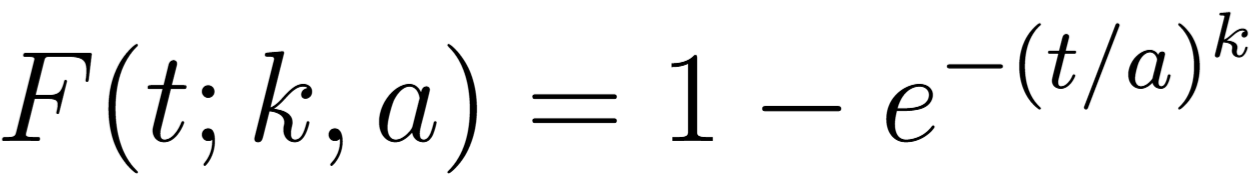 F(t; k, a) = 1 − e^{−(t/a)^k}